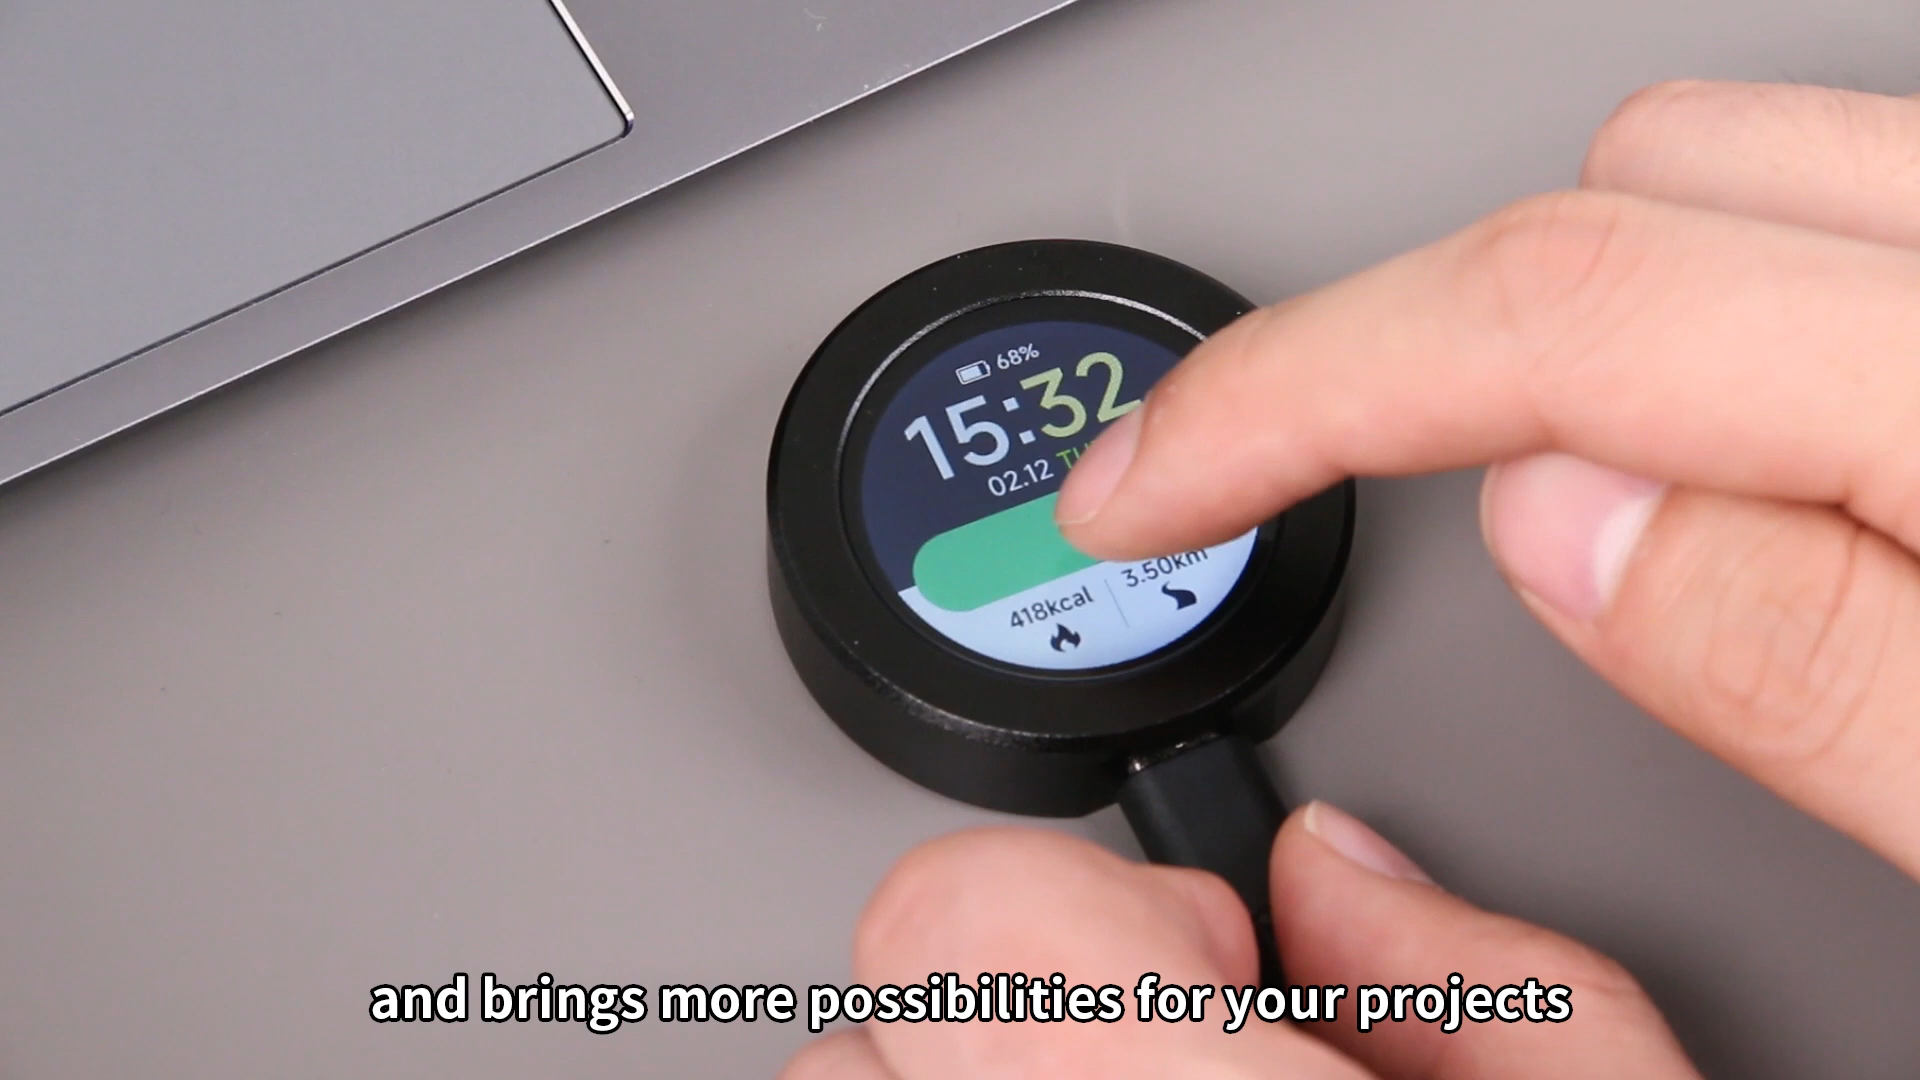 68%
15:32
02.12
418kcal
3.50km
and brings more possibilities for your projects